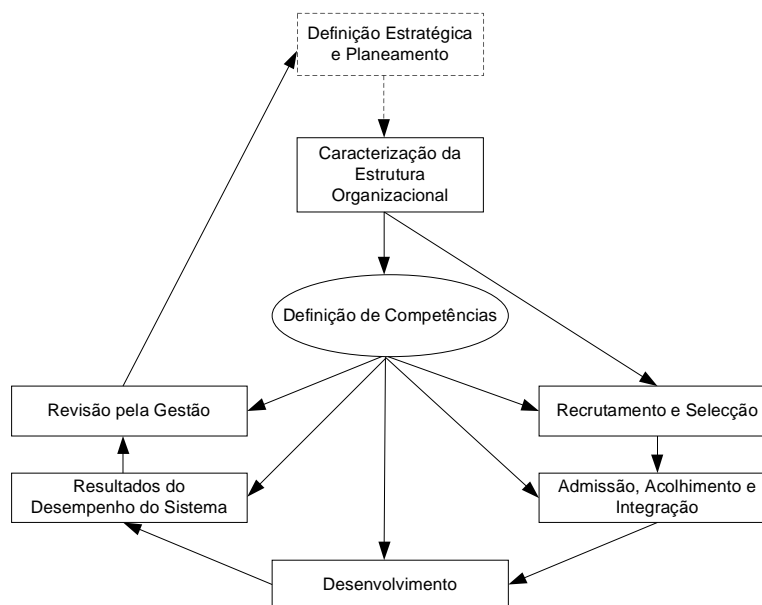 Definição Estratégica
e Planeamento
Caracterização da
Estrutura
Organizacional
Definição de Competências
Revisão pela Gestão
Recrutamento e Selecção
Resultados do
Desempenho do Sistema
Admissão, Acolhimento e
Integração
Desenvolvimento